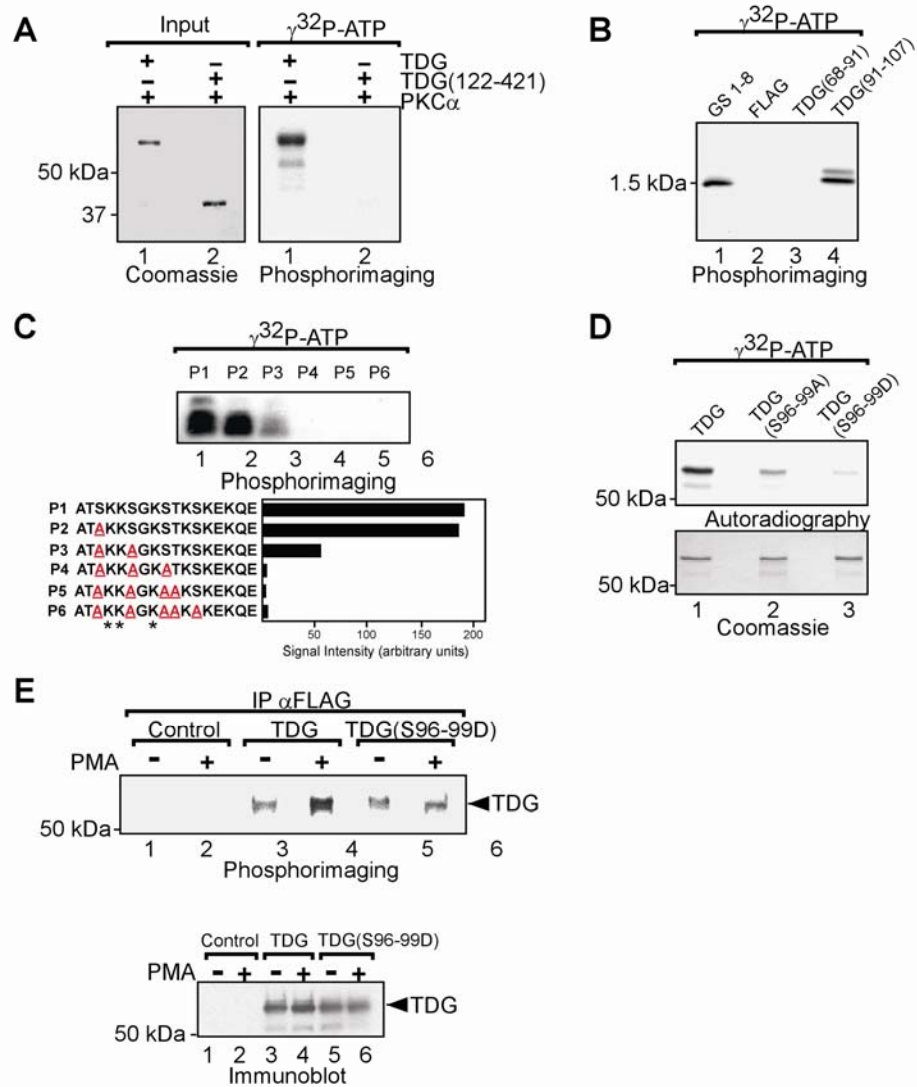 A
Input
γ32P-ATP
+ – TDG
– + TDG(122-421)
+ + PKCα
+ –
– +
+ +
50 kDa
37
1 2
Coomassie
1 2
Phosphorimaging
B
γ32P-ATP
GS 1-8
FLAG
TDG(68-91)
TDG(91-107)
1.5 kDa
1 2 3 4
Phosphorimaging
C
γ32P-ATP
P1 P2 P3 P4 P5 P6
1 2 3 4 5 6
Phosphorimaging
P1 ATSKKSGKSTKSKEKQE
P2 ATAKKSGKSTKSKEKQE
P3 ATAKKAGKSTKSKEKQE
P4 ATAKKAGKATKSKEKQE
P5 ATAKKAGKAAKSKEKQE
P6 ATAKKAGKAAKAKEKQE
** *
50 100 150 200
Signal Intensity (arbitrary units)
D
γ32P-ATP
TDG
TDG (S96-99A)
TDG (S96-99D)
50 kDa
Autoradiography
50 kDa
1 2 3
Coomassie
E
IP αFLAG
Control TDG TDG(S96-99D)
PMA - + - + - +
TDG
50 kDa
1 2 3 4 5 6
Phosphorimaging
Control TDG TDG(S96-99D)
PMA - + - + - +
TDG
50 kDa
1 2 3 4 5 6
Immunoblot